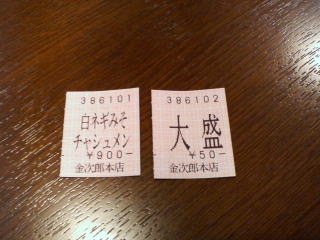 386101
白ネギみそ
チャシュメン
¥900-
金次郎本店
386102
大盛
¥50-
金次郎本店